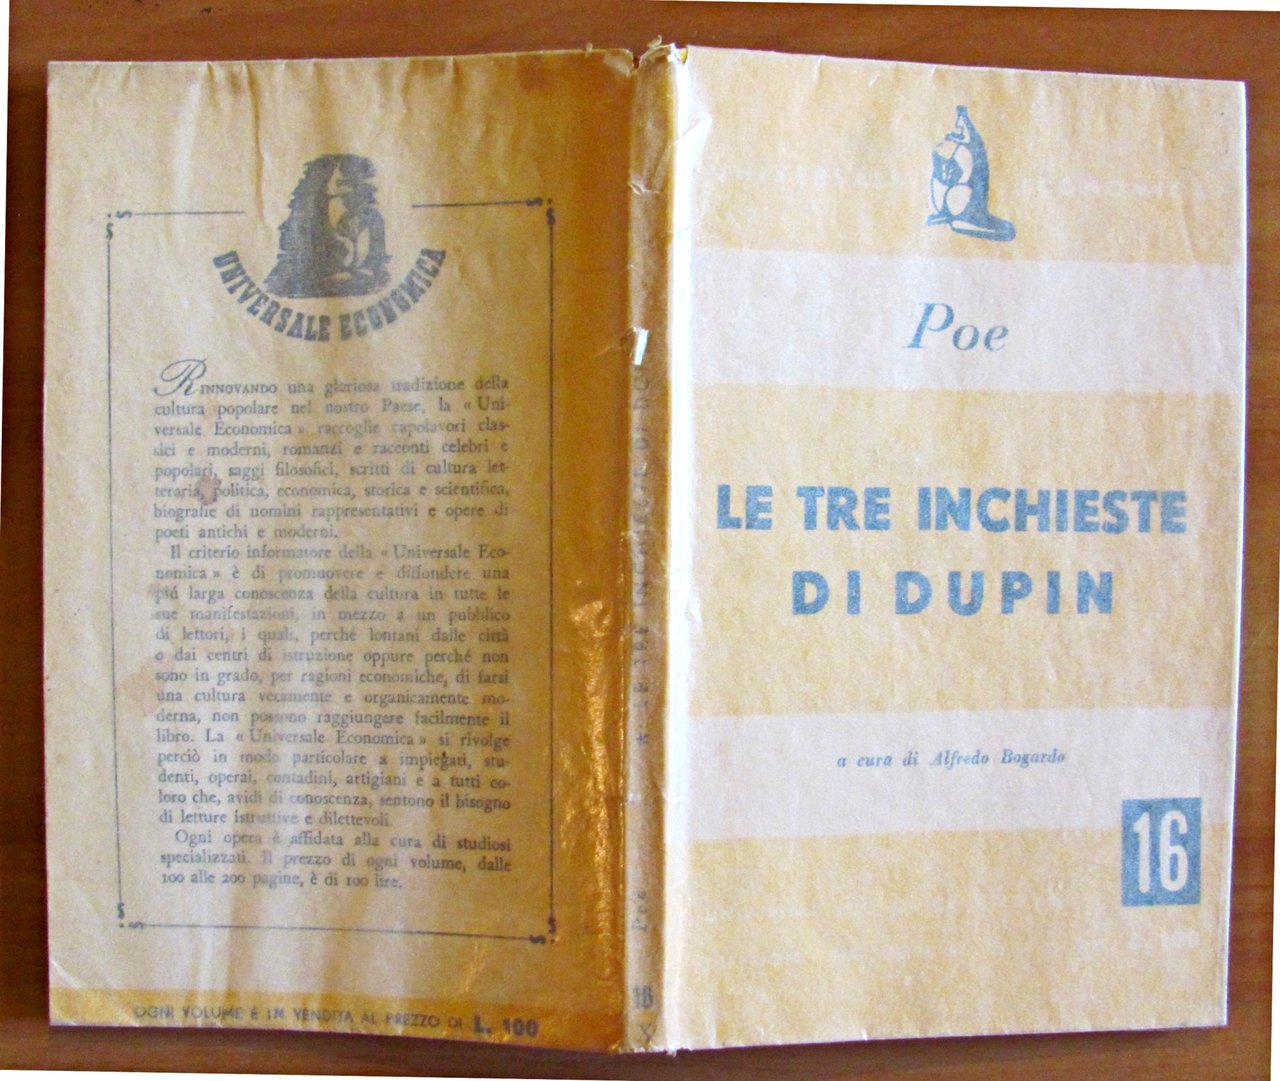 UNIVERSALE ECONOMICA
RINNOVANDO una gloriosa tradizione della
cultura popolare nel nostro Paese, la « Uni-
versale Economica » raccoglie capolavori clas-
sici e moderni, romanzi e racconti celebri e
popolari, saggi filosofici, scritti di cultura let-
teraria, politica, economica, storica e scientifica,
biografie di uomini rappresentativi e opere di
poeti antichi e moderni.
Il criterio informatore della « Universale Eco-
nomica » è di promuovere e diffondere una
piú larga conoscenza della cultura in tutte le
sue manifestazioni, in mezzo a un pubblico
di lettori, i quali, perché lontani dalle città
o dai centri di istruzione oppure perché non
sono in grado, per ragioni economiche, di farsi
una cultura veramente e organicamente mo-
derna, non possono raggiungere facilmente il
libro. La « Universale Economica » si rivolge
perciò in modo particolare a impiegati, stu-
denti, operai, contadini, artigiani e a tutti co-
loro che, avidi di conoscenza, sentono il bisogno
di letture istruttive e dilettevoli.
Ogni opera è affidata alla cura di studiosi
specializzati. Il prezzo di ogni volume, dalle
100 alle 200 pagine, è di 100 lire.
OGNI VOLUME È IN VENDITA AL PREZZO DI L. 100
16 Poe * LE TRE INCHIESTE DI DU
Poe
LE TRE INCHIESTE
DI DUPIN
a cura di Alfredo Bogardo
16